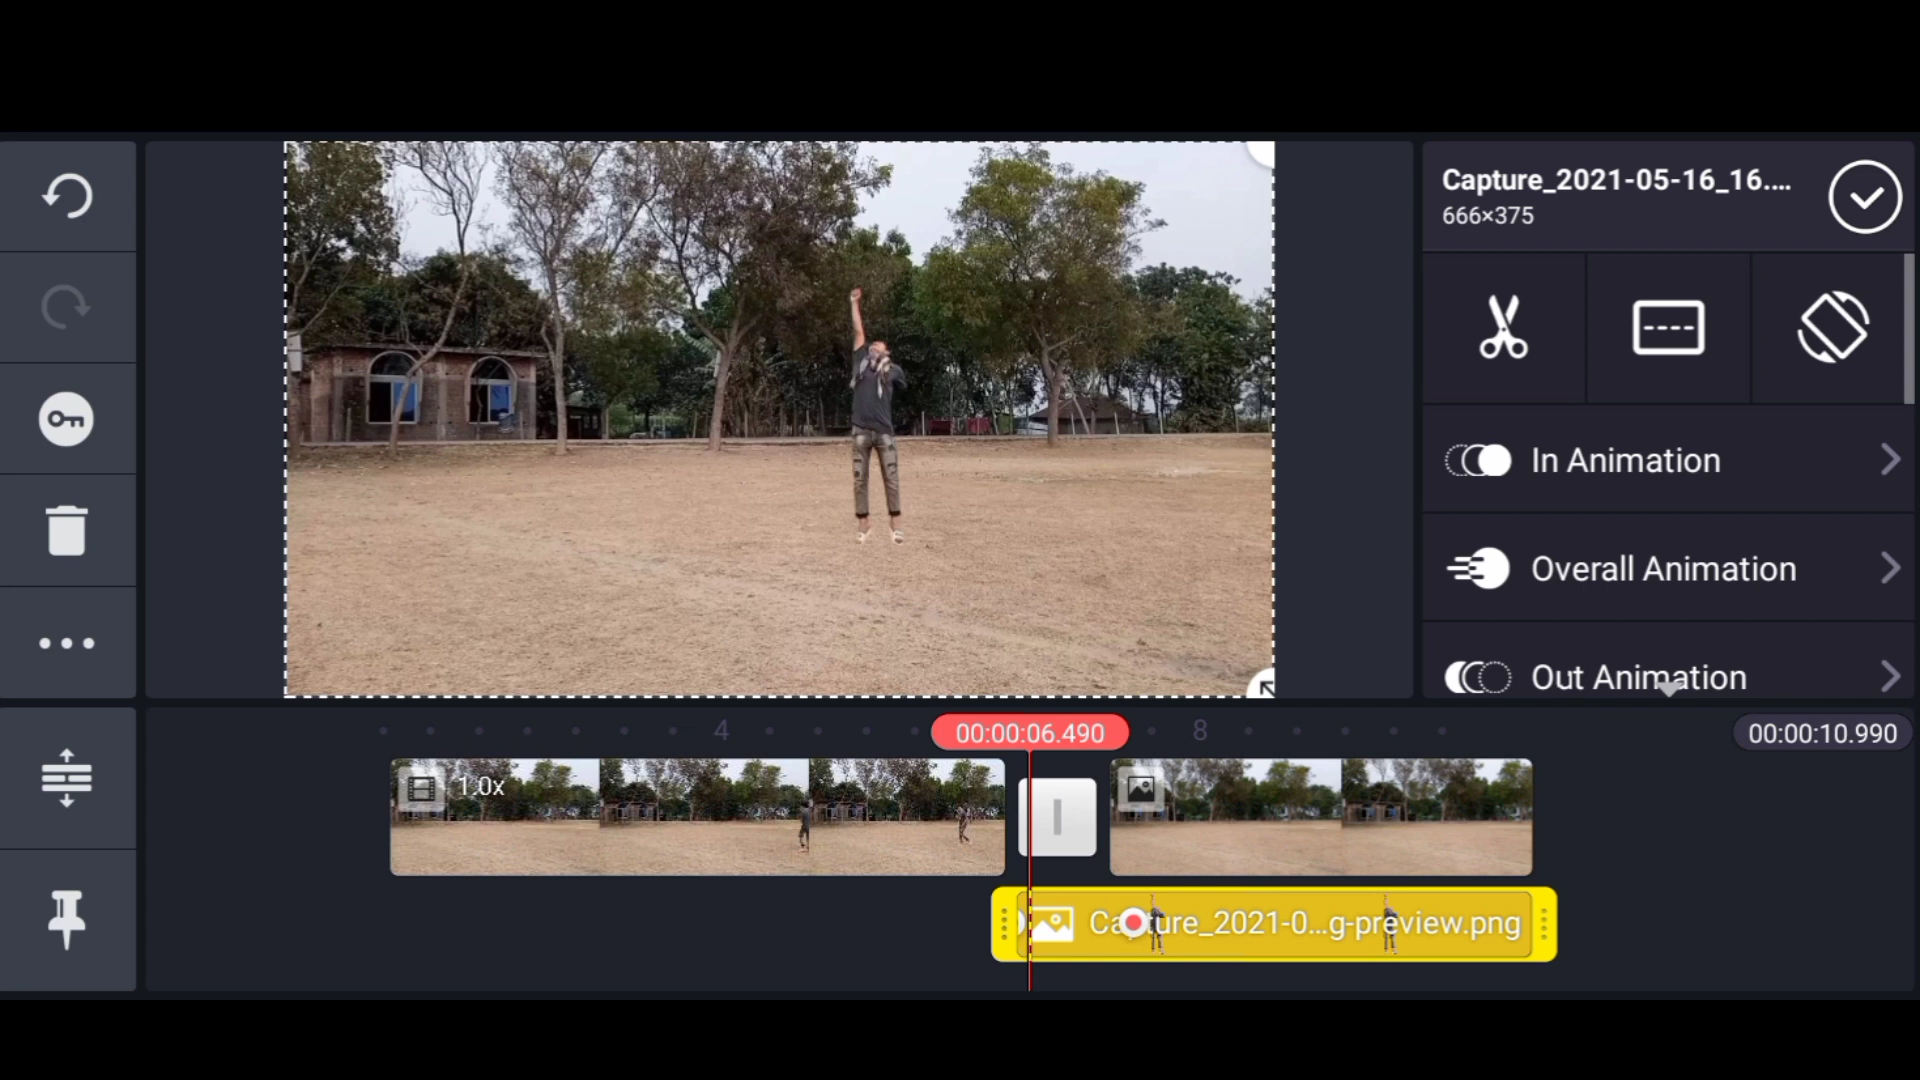 Capture_2021-05-16_16....
666×375
In Animation
Overall Animation
Out Animation
4
00:00:06.490
8
00:00:10.990
1.0x
Capture_2021-0...g-preview.png